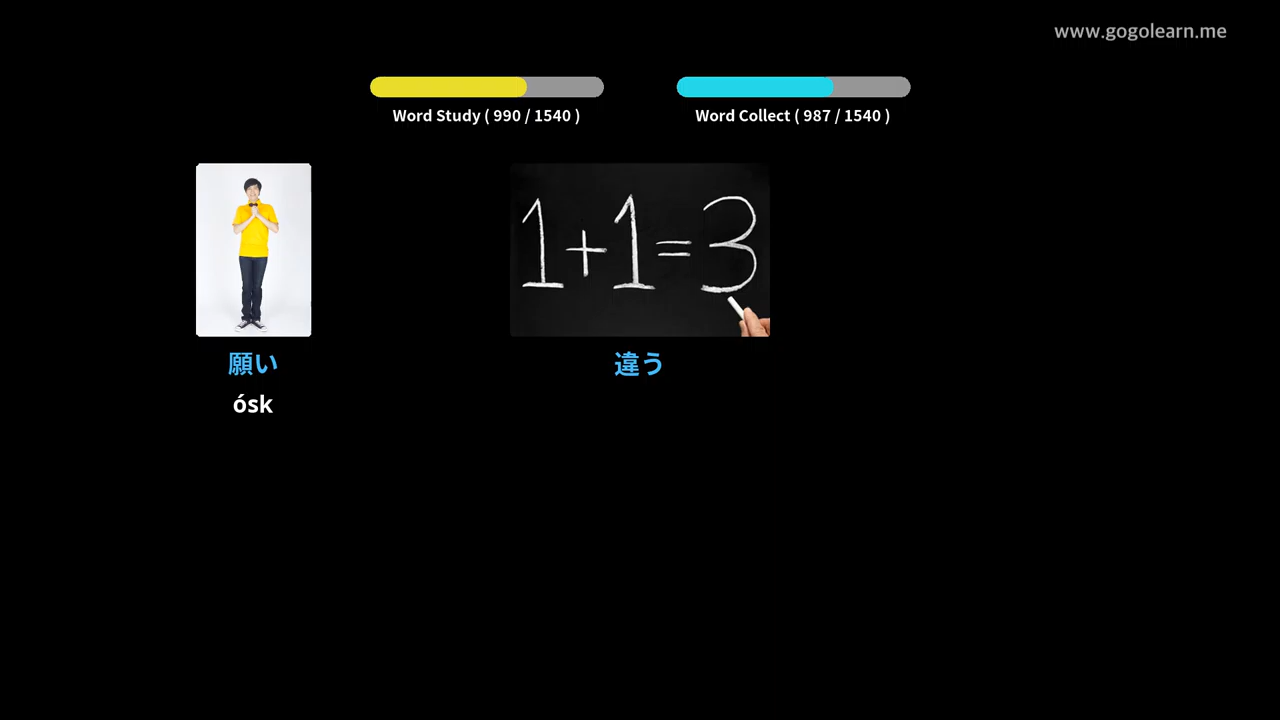 www.gogolearn.me
Word Study ( 990 / 1540 )
Word Collect ( 987 / 1540 )
1+1=3
願い
違う
ósk